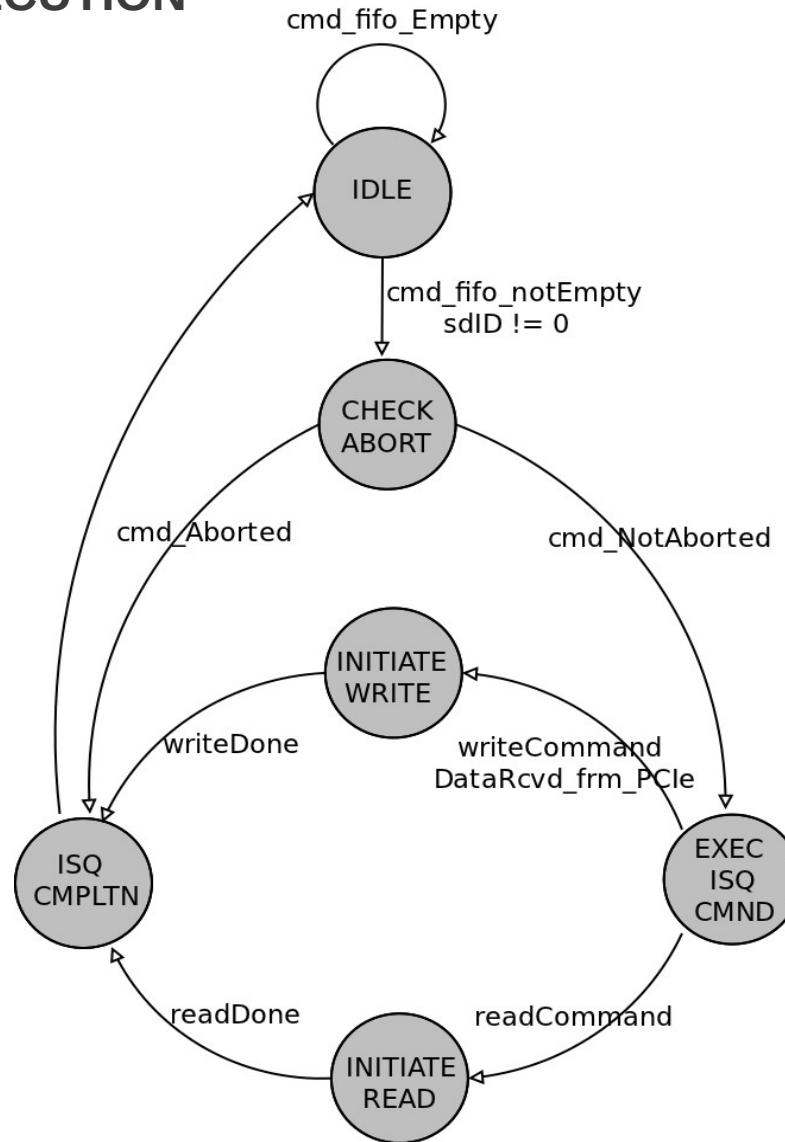 cmd_fifo_Empty
IDLE
cmd_fifo_notEmpty
sdID != 0
CHECK
ABORT
cmd_Aborted
cmd_NotAborted
INITIATE
WRITE
writeDone
writeCommand
DataRcvd_frm_PCIe
ISQ
CMPLTN
EXEC
ISQ
CMND
readDone
readCommand
INITIATE
READ